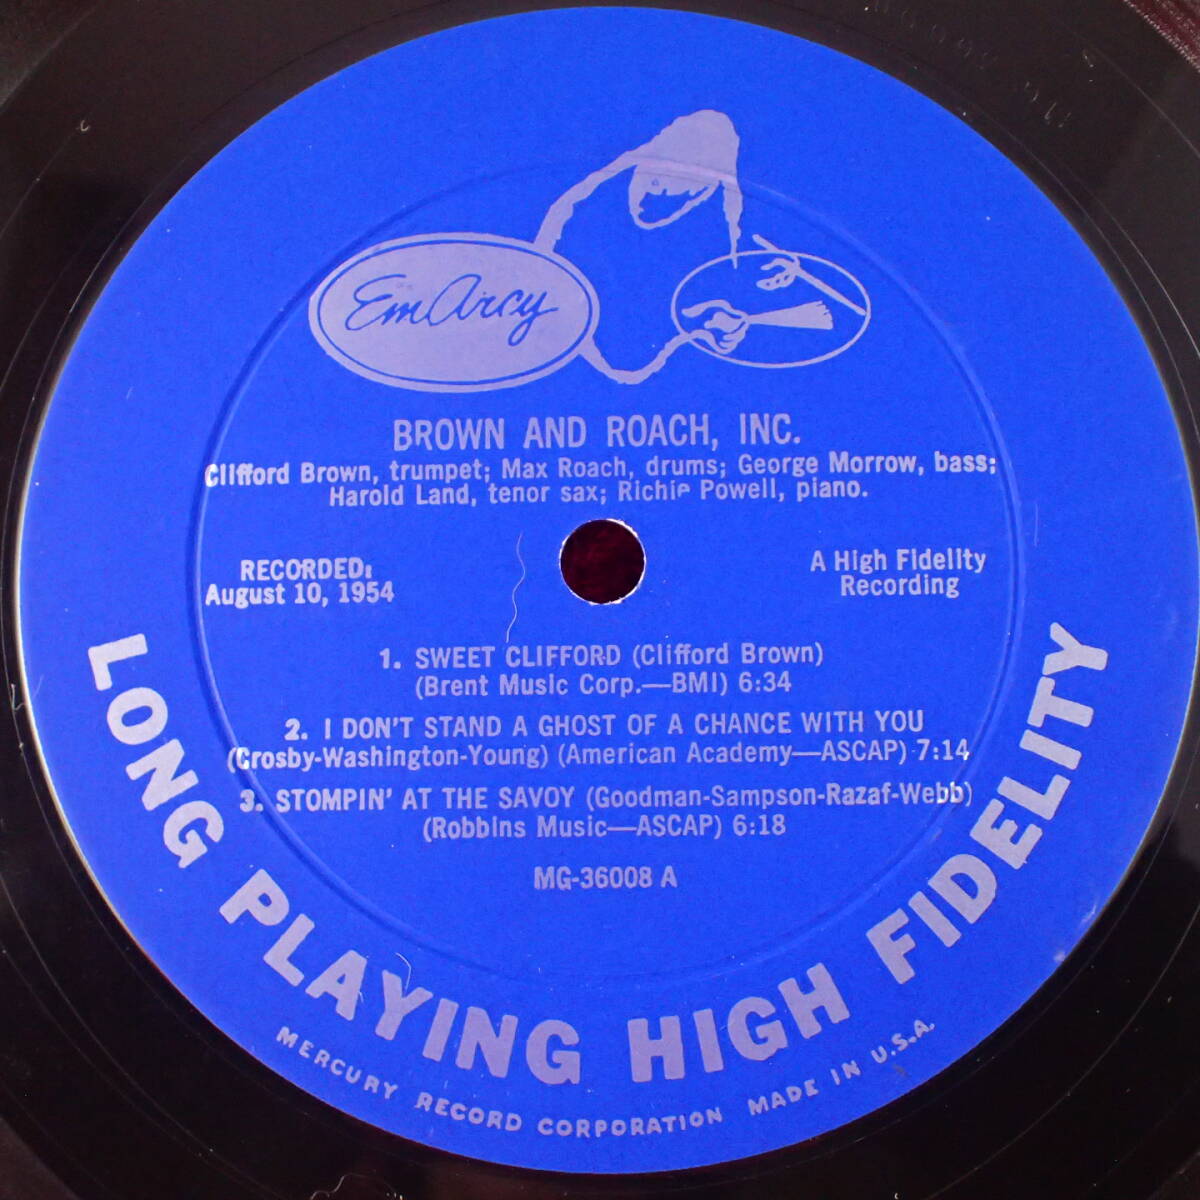 EmArcy
BROWN AND ROACH, INC.
Clifford Brown, trumpet; Max Roach, drums; George Morrow, bass;
Harold Land, tenor sax; Richie Powell, piano.
RECORDED:
August 10, 1954
A High Fidelity
Recording
1. SWEET CLIFFORD (Clifford Brown)
(Brent Music Corp.—BMI) 6:34
2. I DON'T STAND A GHOST OF A CHANCE WITH YOU
(Crosby-Washington-Young) (American Academy—ASCAP) 7:14
3. STOMPIN' AT THE SAVOY (Goodman-Sampson-Razaf-Webb)
(Robbins Music—ASCAP) 6:18
MG-36008 A
LONG PLAYING HIGH FIDELITY
MERCURY RECORD CORPORATION MADE IN U.S.A.